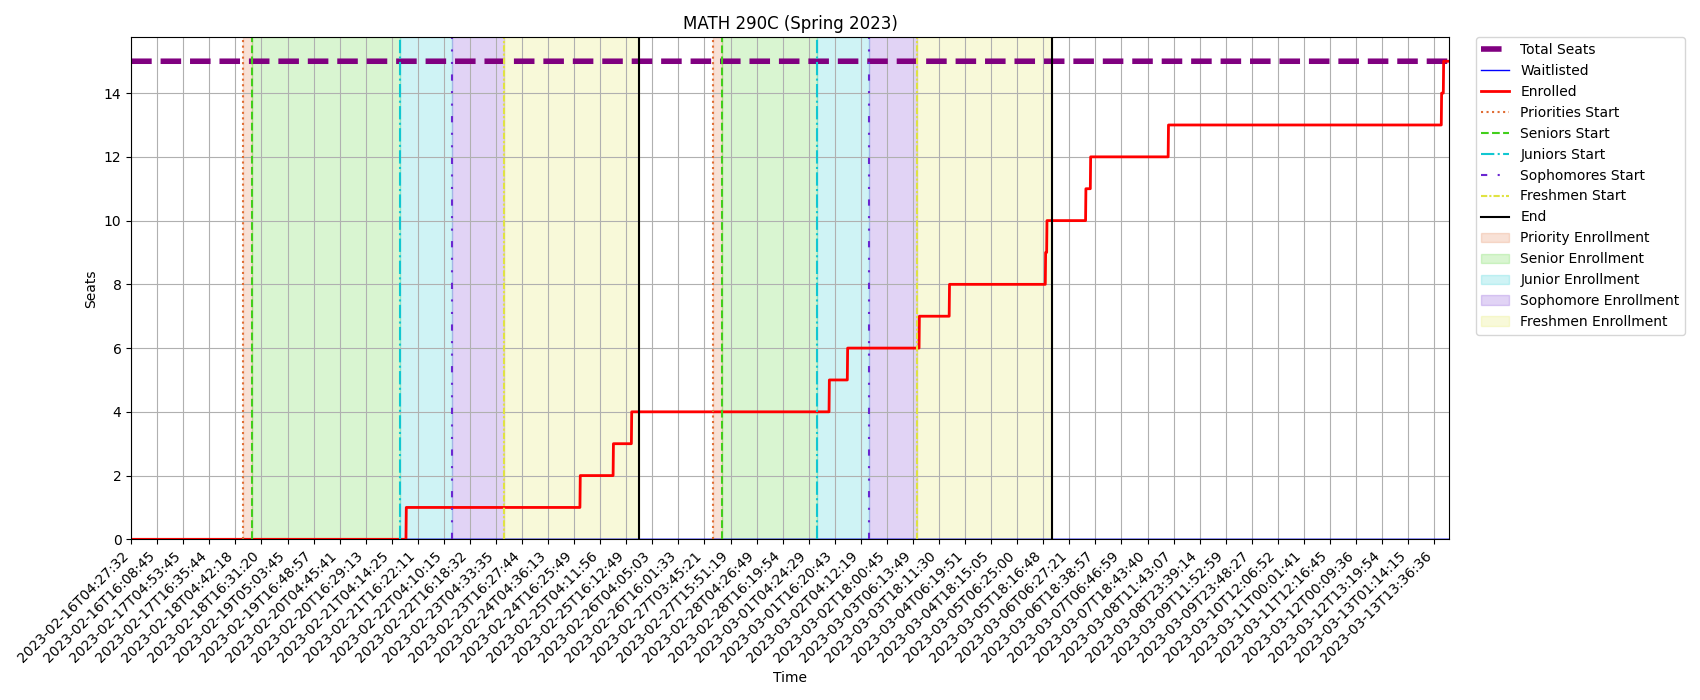 MATH 290C (Spring 2023)
Seats
14
12
10
8
6
4
2
0
2023-02-16T04:27:32
2023-02-16T16:08:45
2023-02-17T04:53:45
2023-02-17T17:35:44
2023-02-18T04:42:18
2023-02-18T16:31:20
2023-02-19T05:03:45
2023-02-19T16:48:57
2023-02-20T04:45:41
2023-02-20T16:29:13
2023-02-21T04:14:25
2023-02-21T16:22:11
2023-02-22T04:10:15
2023-02-22T16:18:32
2023-02-23T04:33:35
2023-02-23T16:27:44
2023-02-24T04:36:13
2023-02-24T16:25:49
2023-02-25T04:11:56
2023-02-25T16:12:49
2023-02-26T04:05:03
2023-02-26T16:01:33
2023-02-27T03:45:21
2023-02-27T15:51:19
2023-02-28T04:26:49
2023-02-28T16:19:54
2023-03-01T04:24:29
2023-03-01T16:20:43
2023-03-02T04:12:19
2023-03-02T18:00:45
2023-03-03T06:13:49
2023-03-03T18:11:30
2023-03-04T06:19:51
2023-03-04T18:15:05
2023-03-05T06:25:00
2023-03-05T18:16:48
2023-03-06T06:27:21
2023-03-06T18:38:57
2023-03-07T06:46:59
2023-03-07T18:43:40
2023-03-08T11:43:07
2023-03-08T23:39:14
2023-03-09T11:52:59
2023-03-09T23:48:27
2023-03-10T12:06:52
2023-03-11T00:01:41
2023-03-11T12:16:45
2023-03-12T00:09:36
2023-03-12T13:19:54
2023-03-13T01:14:15
2023-03-13T13:36:36
Time
Total Seats
Waitlisted
Enrolled
Priorities Start
Seniors Start
Juniors Start
Sophomores Start
Freshmen Start
End
Priority Enrollment
Senior Enrollment
Junior Enrollment
Sophomore Enrollment
Freshmen Enrollment